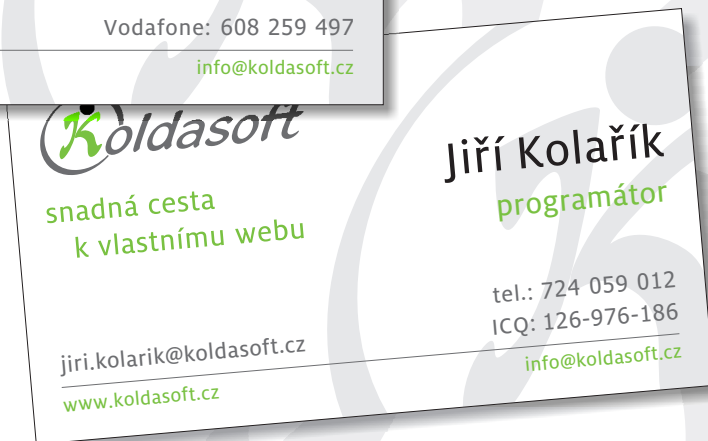 Vodafone: 608 259 497
info@koldasoft.cz
Koldasoft
snadná cesta
k vlastnímu webu
Jiří Kolařík
programátor
tel.: 724 059 012
ICQ: 126-976-186
jiri.kolarik@koldasoft.cz
www.koldasoft.cz
info@koldasoft.cz